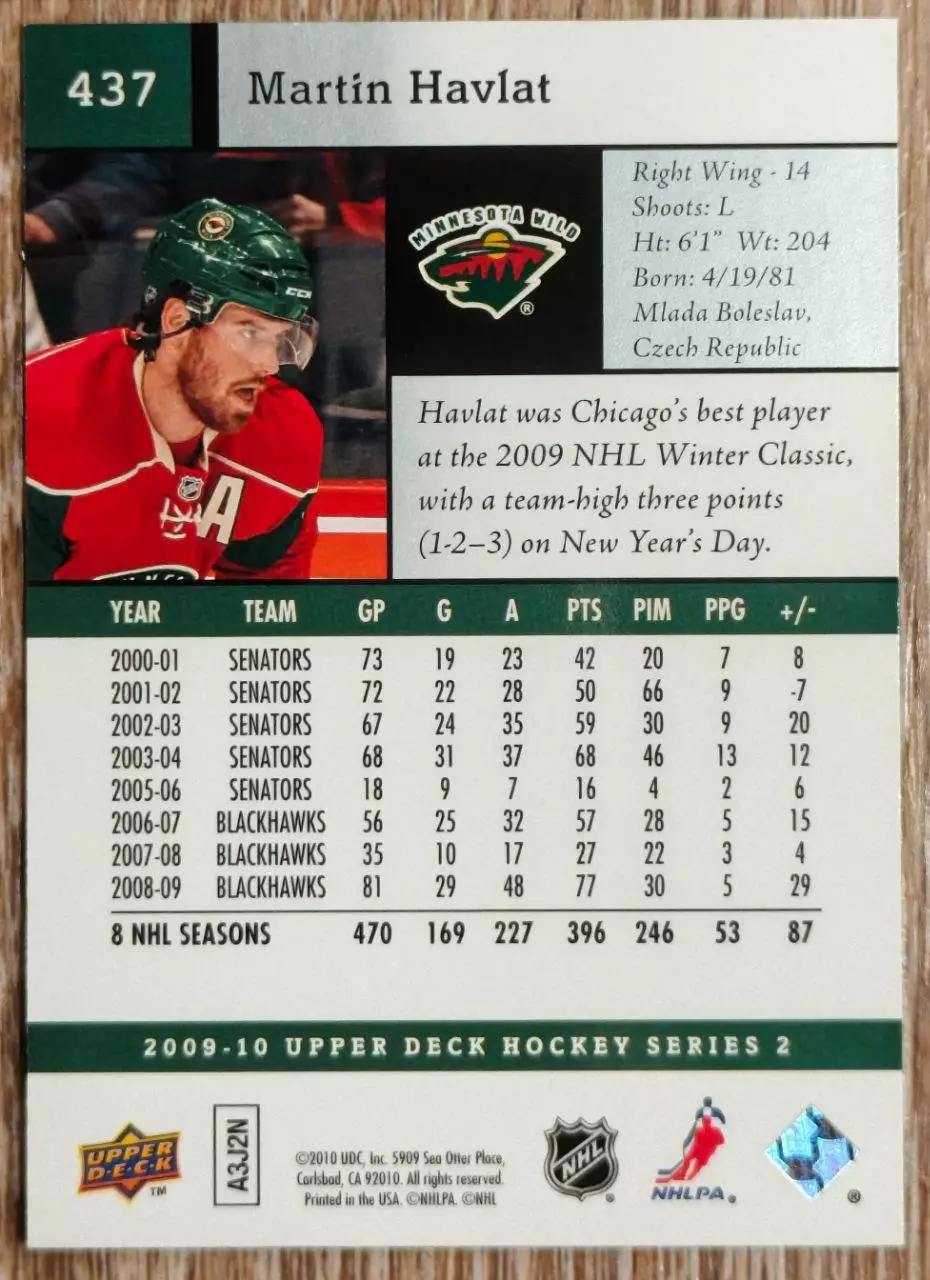 437
Martin Havlat
MINNESOTA WILD
®
Right Wing - 14
Shoots: L
Ht: 6'1" Wt: 204
Born: 4/19/81
Mlada Boleslav,
Czech Republic
CCM
A
Havlat was Chicago's best player
at the 2009 NHL Winter Classic,
with a team-high three points
(1-2–3) on New Year's Day.
YEAR TEAM GP G A PTS PIM PPG +/-
2000-01 SENATORS 73 19 23 42 20 7 8
2001-02 SENATORS 72 22 28 50 66 9 -7
2002-03 SENATORS 67 24 35 59 30 9 20
2003-04 SENATORS 68 31 37 68 46 13 12
2005-06 SENATORS 18 9 7 16 4 2 6
2006-07 BLACKHAWKS 56 25 32 57 28 5 15
2007-08 BLACKHAWKS 35 10 17 27 22 3 4
2008-09 BLACKHAWKS 81 29 48 77 30 5 29
8 NHL SEASONS 470 169 227 396 246 53 87
2009-10 UPPER DECK HOCKEY SERIES 2
UPPER
D·E·C·K
TM
A3J2N
©2010 UDC, Inc. 5909 Sea Otter Place,
Carlsbad, CA 92010. All rights reserved.
Printed in the USA. ©NHLPA. ©NHL
NHL
®
NHLPA®
®